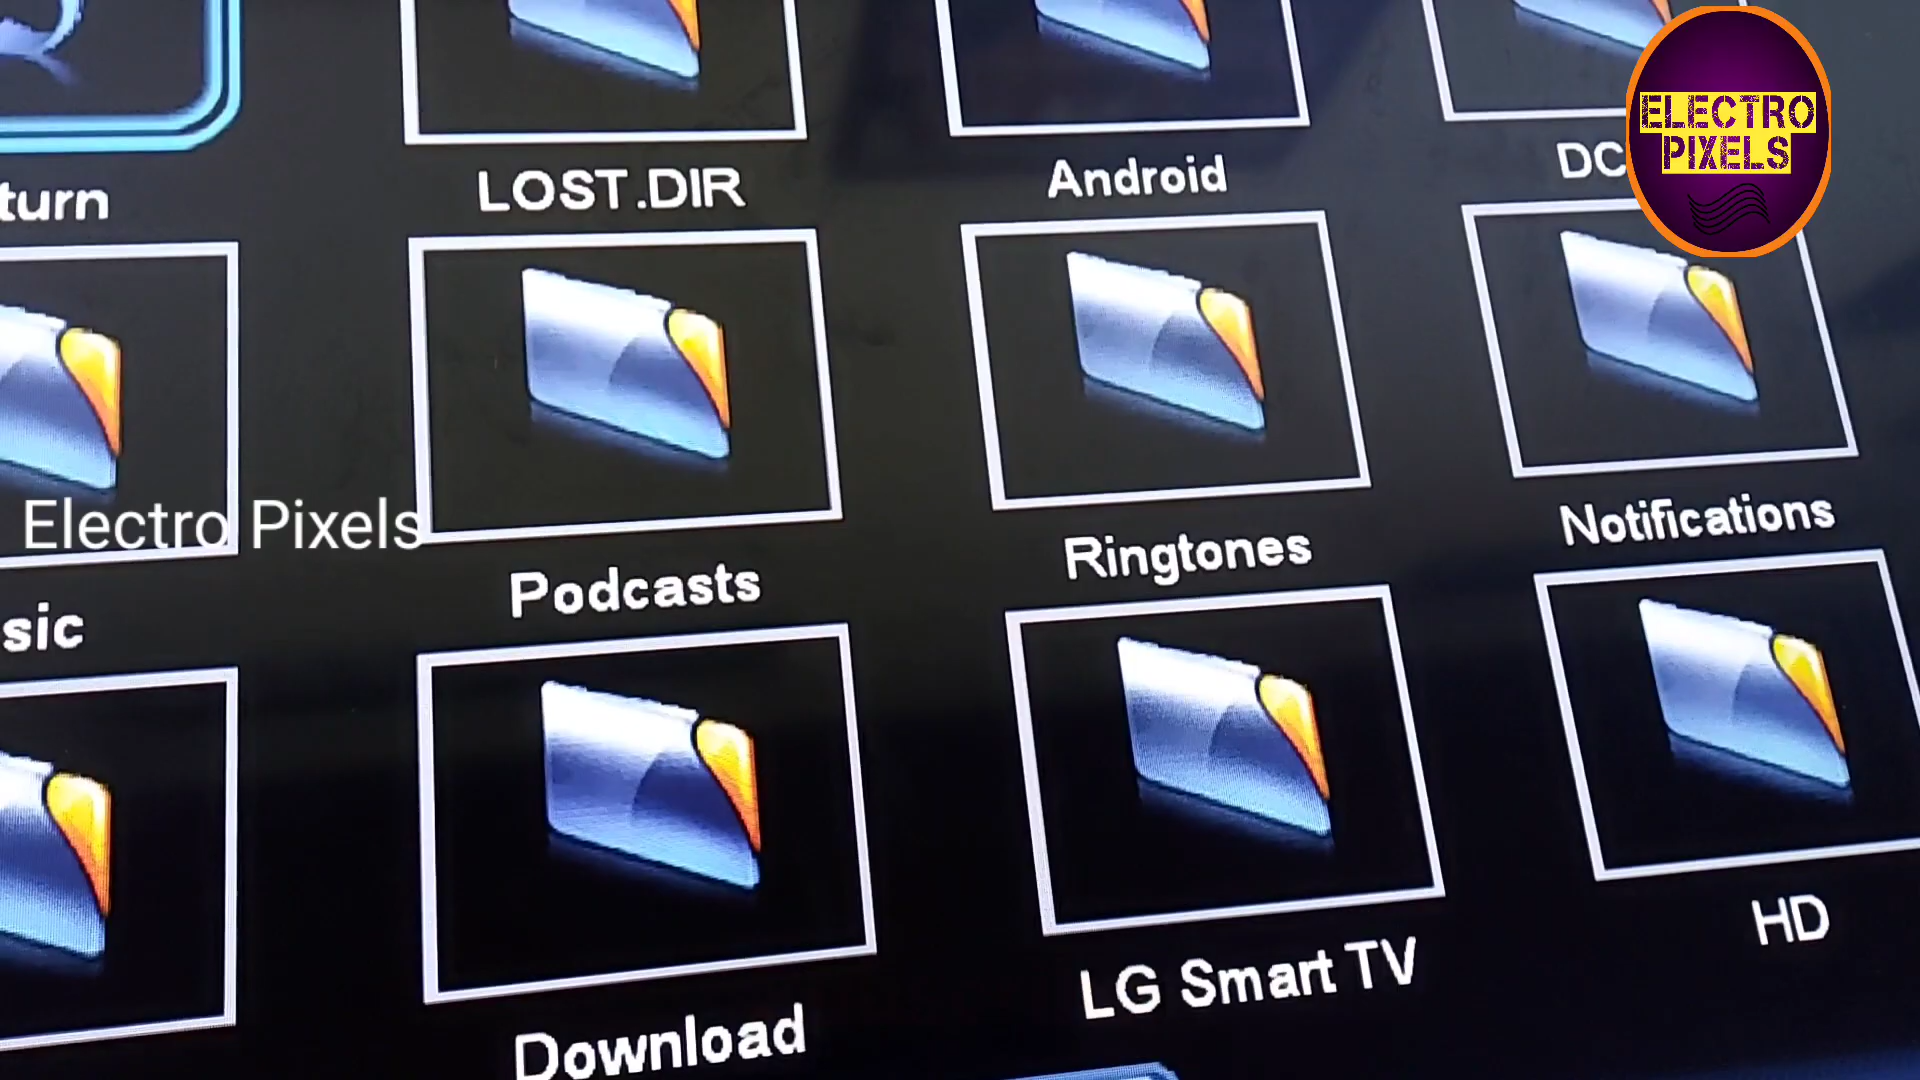 ELECTRO
PIXELS
turn
LOST.DIR
Android
DC
Electro Pixels
sic
Podcasts
Ringtones
Notifications
Download
LG Smart TV
HD